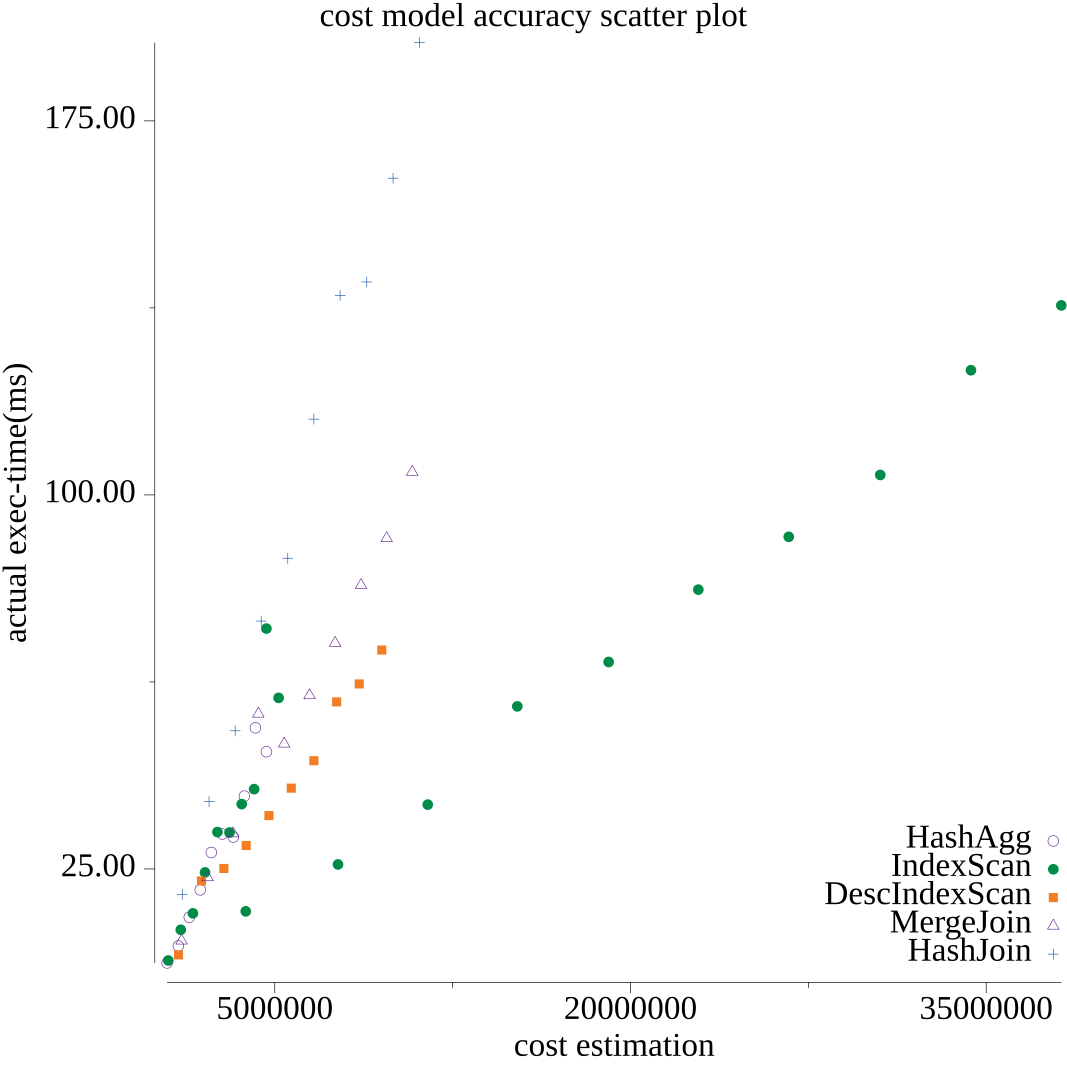 cost model accuracy scatter plot
175.00
100.00
25.00
actual exec-time(ms)
HashAgg
IndexScan
DescIndexScan
MergeJoin
HashJoin
5000000 20000000 35000000
cost estimation